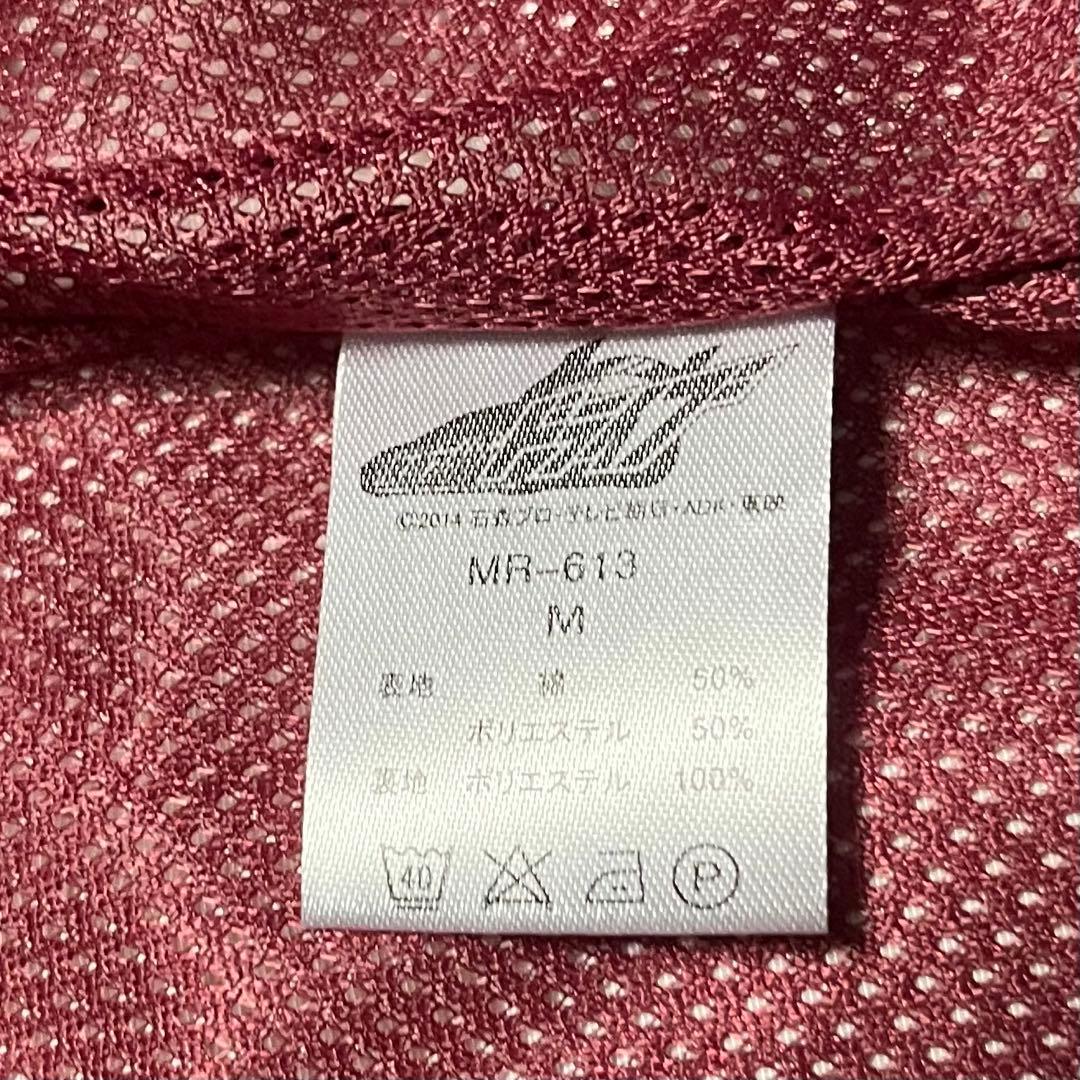 (C)2014 石森プロ・テレビ朝日・ADK・東映
MR-613
M
表地 綿 50%
ポリエステル 50%
裏地 ポリエステル 100%
40
P